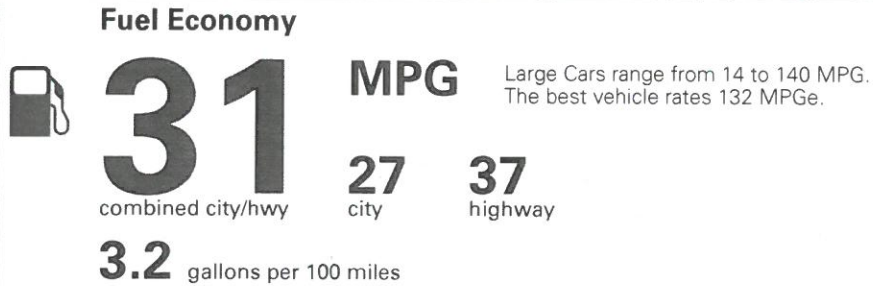 Fuel Economy
31 MPG
Large Cars range from 14 to 140 MPG.
The best vehicle rates 132 MPGe.
combined city/hwy
27 city
37 highway
3.2 gallons per 100 miles